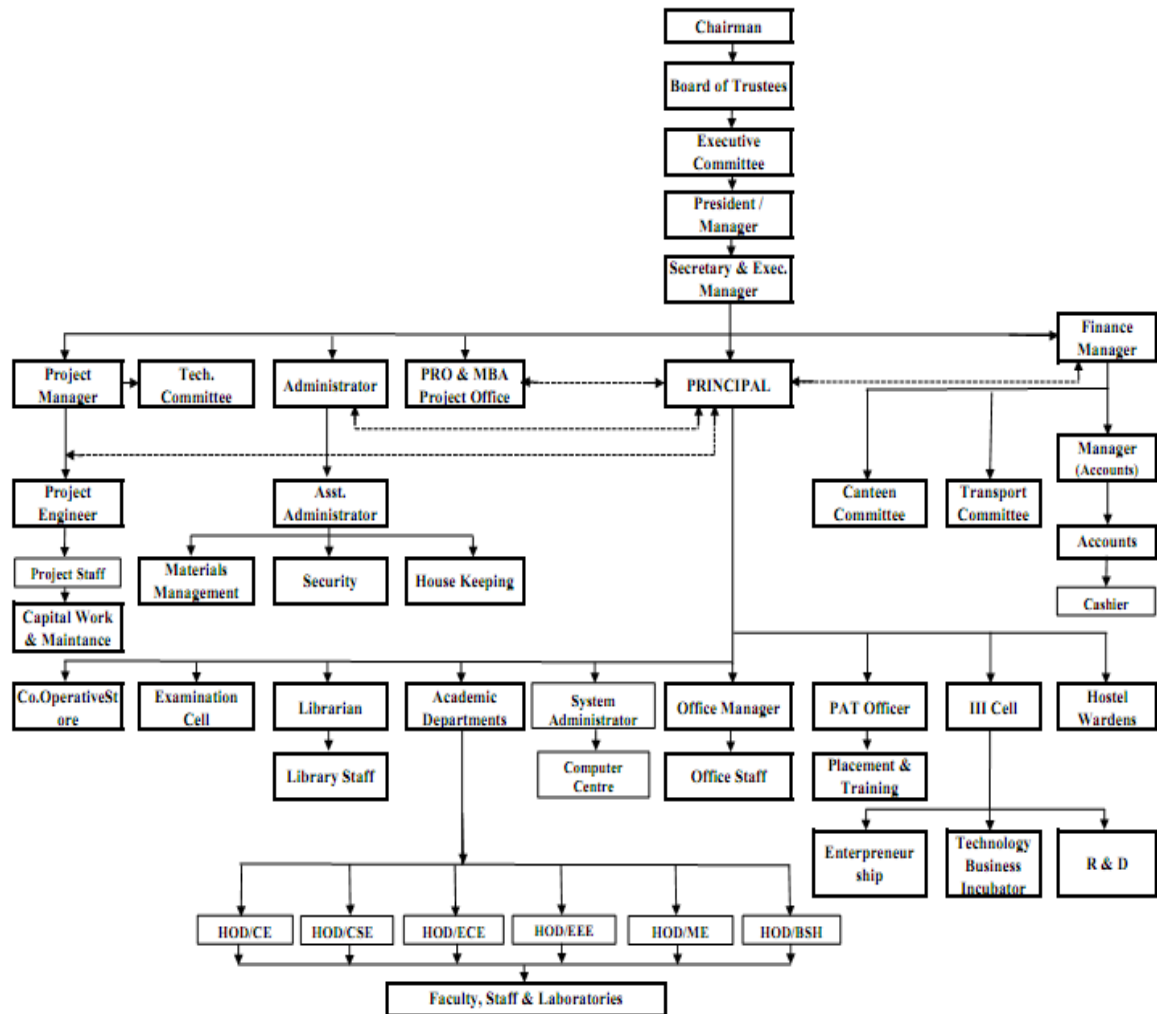 Chairman
Board of Trustees
Executive
Committee
President /
Manager
Secretary & Exec.
Manager
Finance
Manager
Project
Manager
Tech.
Committee
Administrator
PRO & MBA
Project Office
PRINCIPAL
Manager
(Accounts)
Project
Engineer
Asst.
Administrator
Canteen
Committee
Transport
Committee
Accounts
Project Staff
Materials
Management
Security
House Keeping
Cashier
Capital Work
& Maintance
Co.OperativeSt
ore
Examination
Cell
Librarian
Academic
Departments
System
Administrator
Office Manager
PAT Officer
III Cell
Hostel
Wardens
Library Staff
Computer
Centre
Office Staff
Placement &
Training
Enterpreneur
ship
Technology
Business
Incubator
R & D
HOD/CE
HOD/CSE
HOD/ECE
HOD/EEE
HOD/ME
HOD/BSH
Faculty, Staff & Laboratories